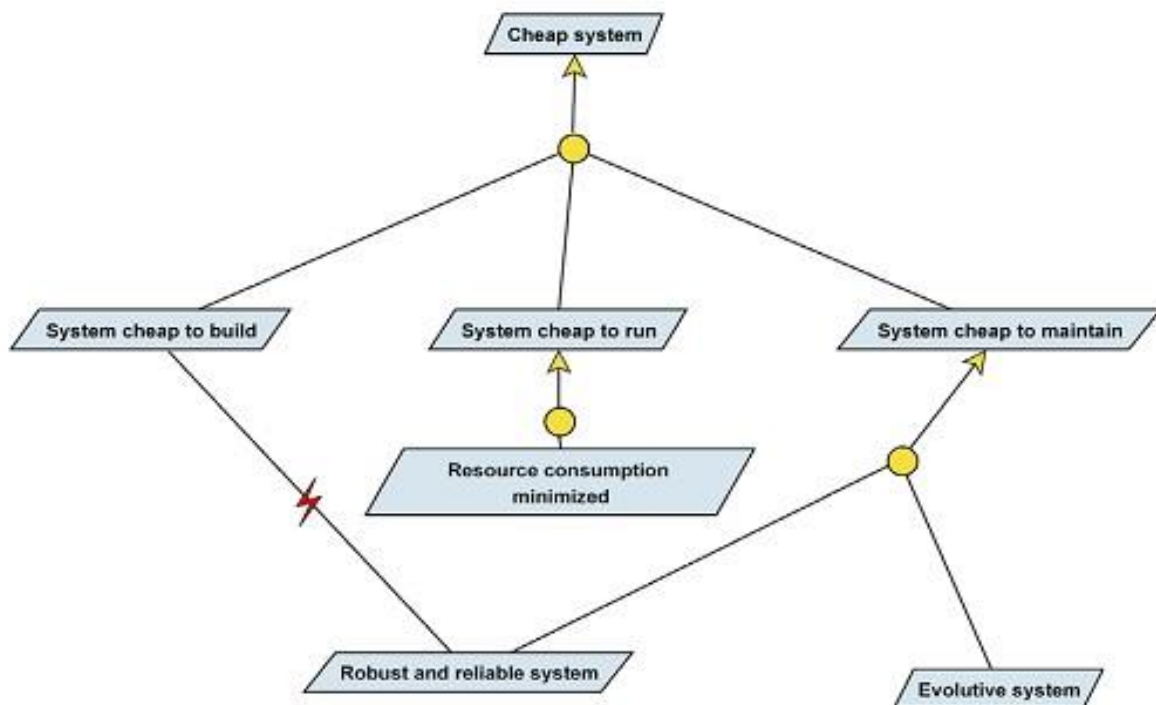 Cheap system
System cheap to build
System cheap to run
System cheap to maintain
Resource consumption
minimized
Robust and reliable system
Evolutive system